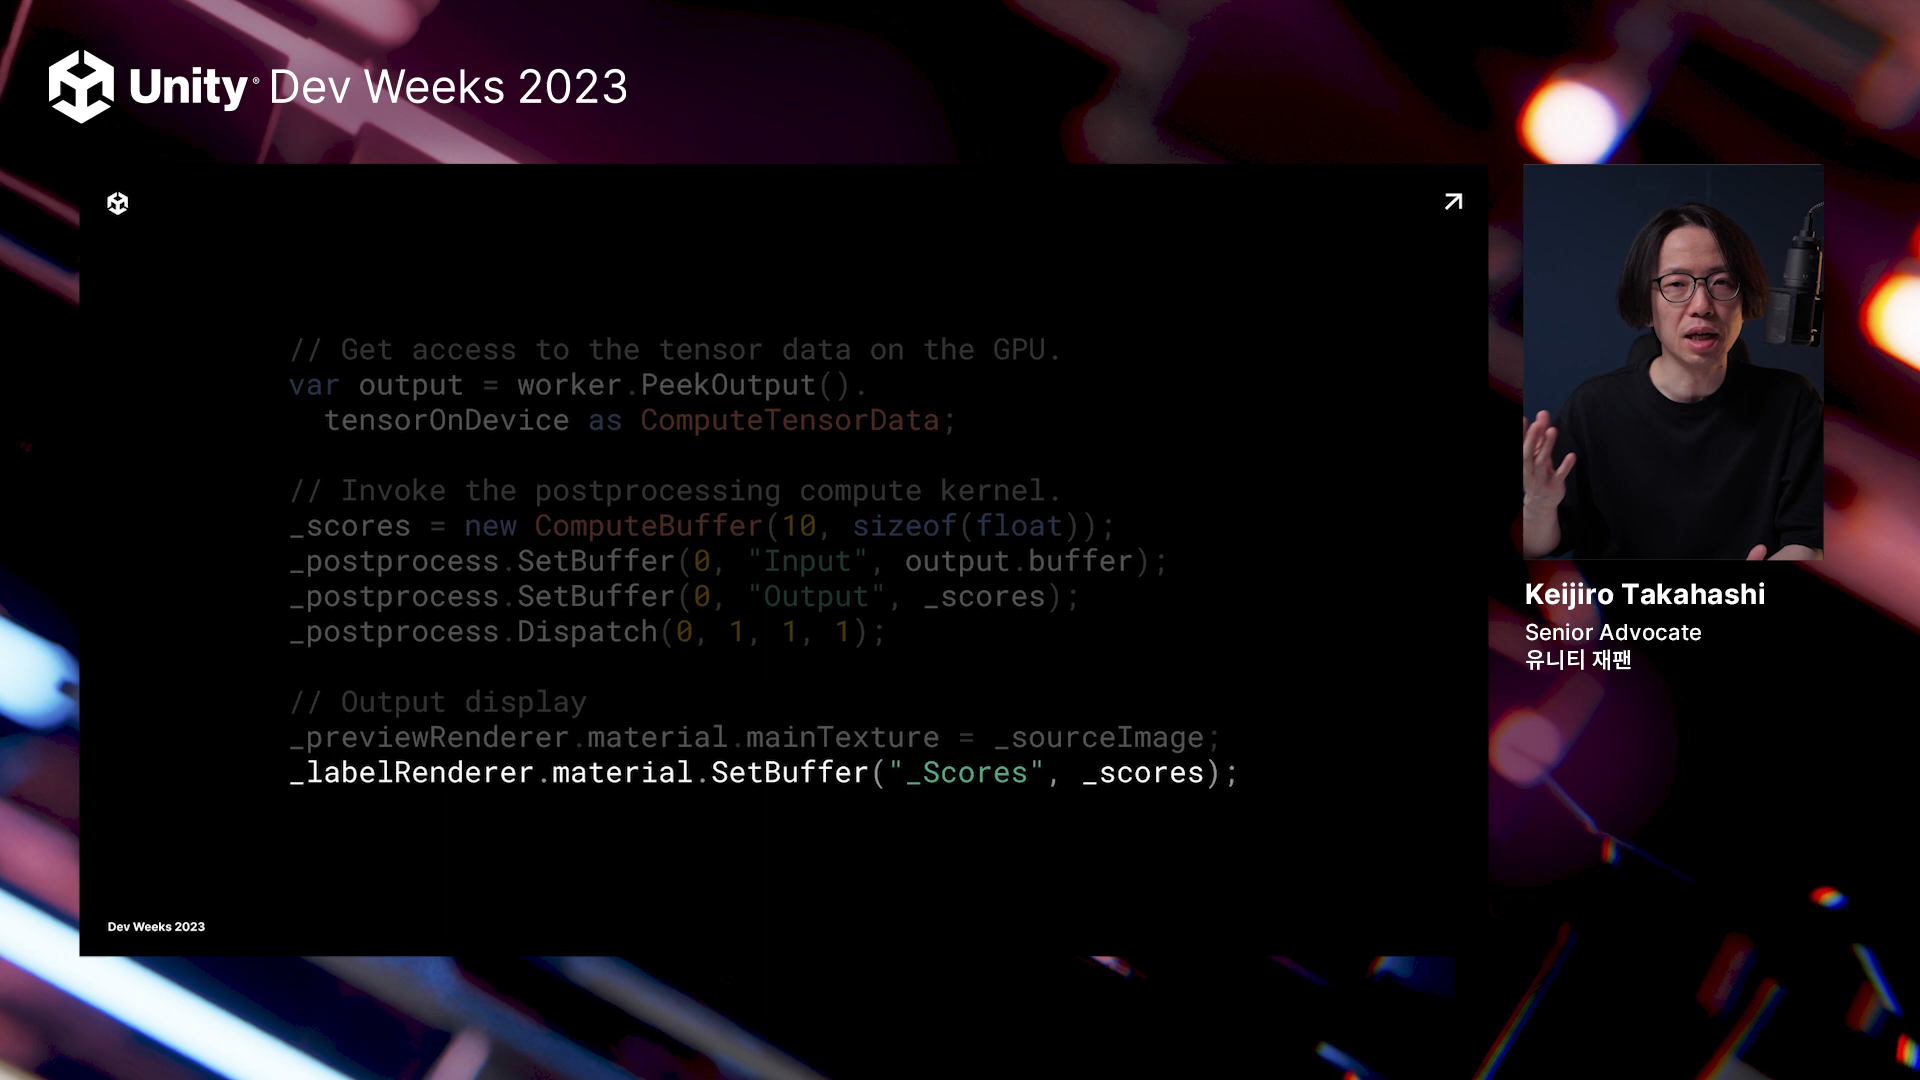 Unity® Dev Weeks 2023
// Get access to the tensor data on the GPU.
var output = worker.PeekOutput().
tensorOnDevice as ComputeTensorData;
// Invoke the postprocessing compute kernel.
_scores = new ComputeBuffer(10, sizeof(float));
_postprocess.SetBuffer(0, "Input", output.buffer);
_postprocess.SetBuffer(0, "Output", _scores);
_postprocess.Dispatch(0, 1, 1, 1);
// Output display
_previewRenderer.material.mainTexture = _sourceImage;
_labelRenderer.material.SetBuffer("_Scores", _scores);
Dev Weeks 2023
Keijiro Takahashi
Senior Advocate
유니티 재팬